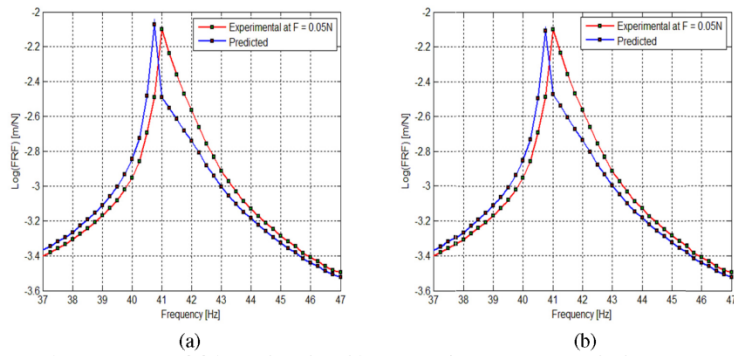 -2
-2.2
-2.4
-2.6
-2.8
-3
-3.2
-3.4
-3.6
Log(FRF) [m/N]
Experimental at F = 0.05N
Predicted
37 38 39 40 41 42 43 44 45 46 47
Frequency [Hz]
(a)
-2
-2.2
-2.4
-2.6
-2.8
-3
-3.2
-3.4
-3.6
Log(FRF) [m/N]
Experimental at F = 0.05N
Predicted
37 38 39 40 41 42 43 44 45 46 47
Frequency [Hz]
(b)